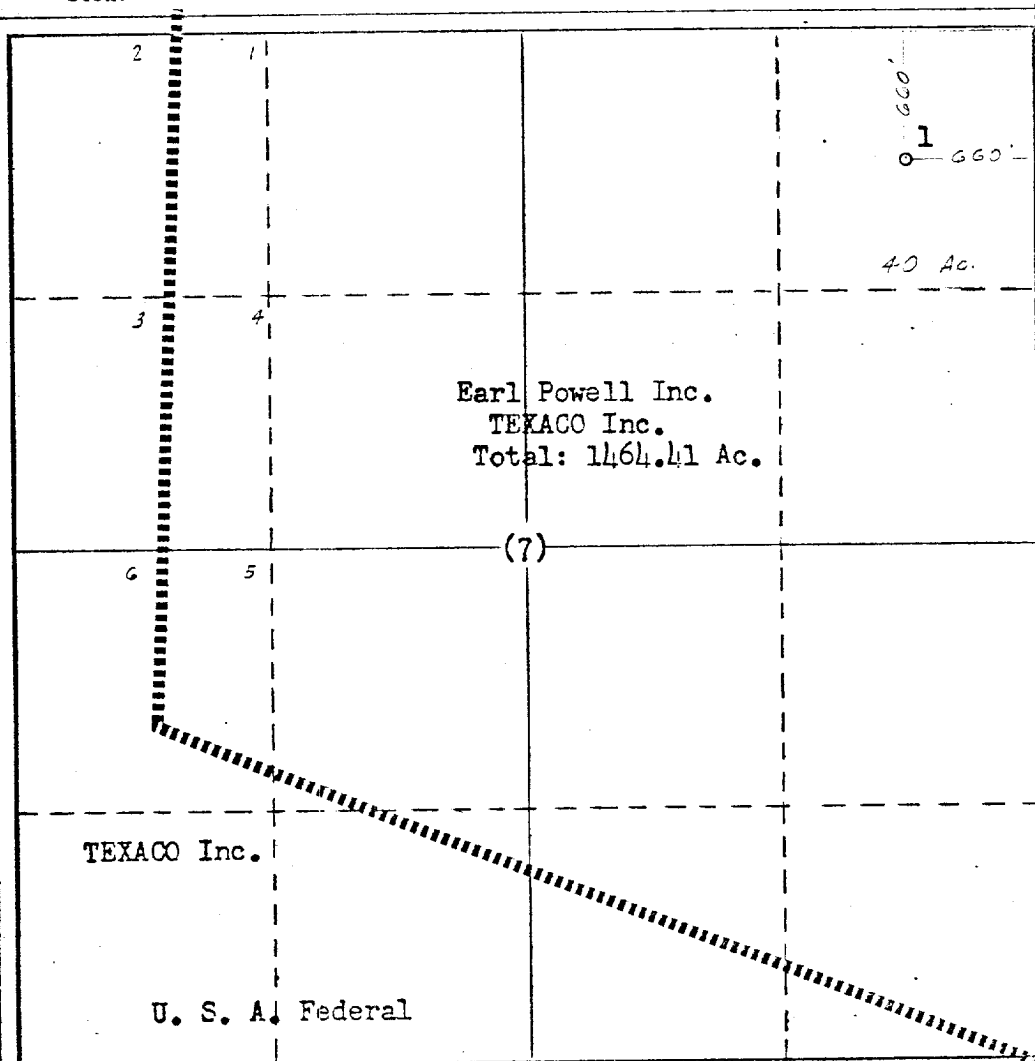 2 1
660'
1
660'
40 Ac.
3 4
Earl Powell Inc.
TEXACO Inc.
Total: 1464.41 Ac.
(7)
6 5
TEXACO Inc.
U. S. A. Federal